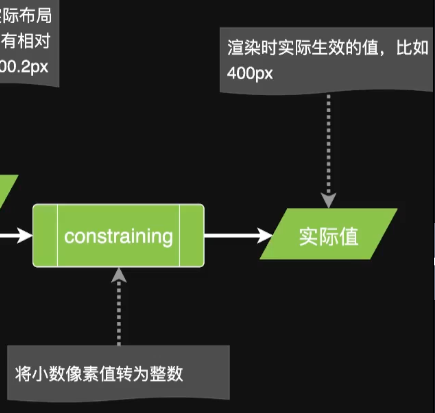 实际布局
有相对
00.2px
渲染时实际生效的值，比如
400px
constraining
实际值
将小数像素值转为整数